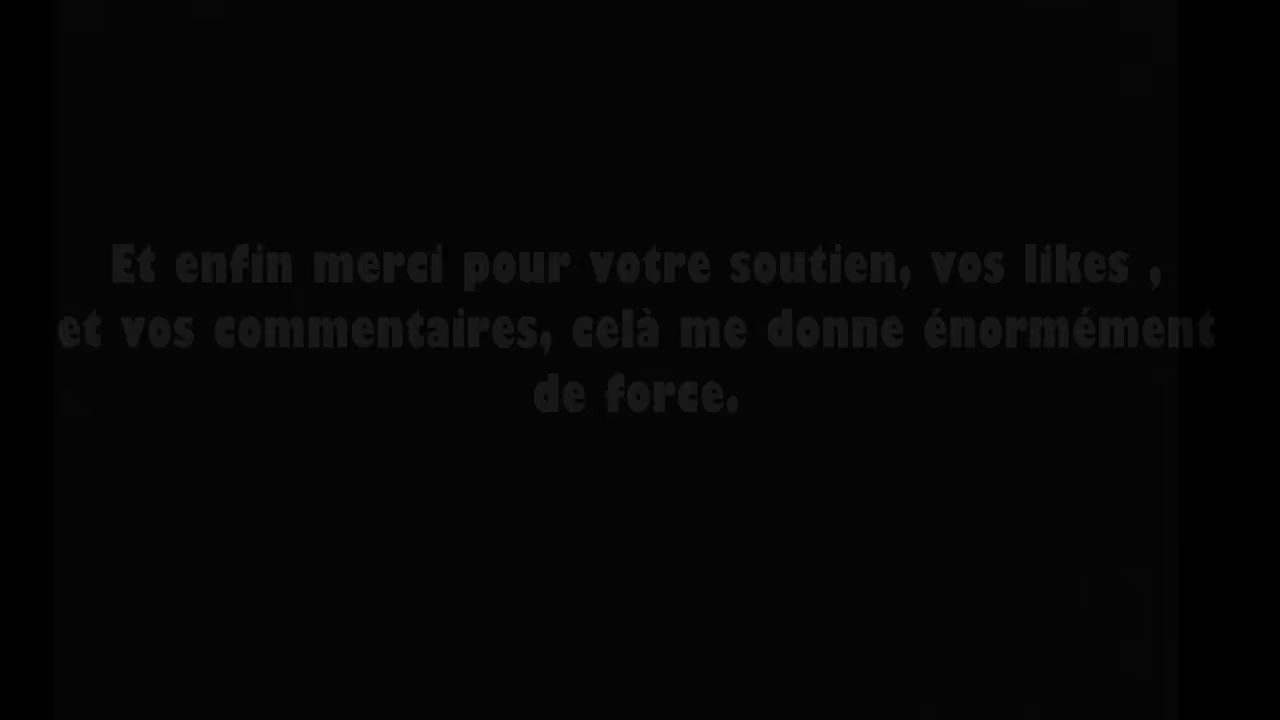 Et enfin merci pour votre soutien, vos likes ,
et vos commentaires, celà me donne énormément
de force.